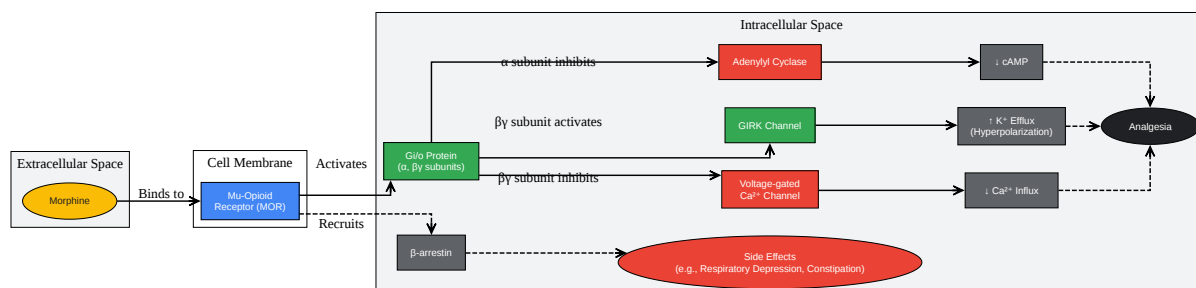 Extracellular Space
Morphine
Binds to
Cell Membrane
Mu-Opioid
Receptor (MOR)
Activates
Recruits
Intracellular Space
Gi/o Protein
(α, βγ subunits)
α subunit inhibits
Adenylyl Cyclase
↓ cAMP
βγ subunit activates
GIRK Channel
↑ K⁺ Efflux
(Hyperpolarization)
Analgesia
βγ subunit inhibits
Voltage-gated
Ca²⁺ Channel
↓ Ca²⁺ Influx
β-arrestin
Side Effects
(e.g., Respiratory Depression, Constipation)